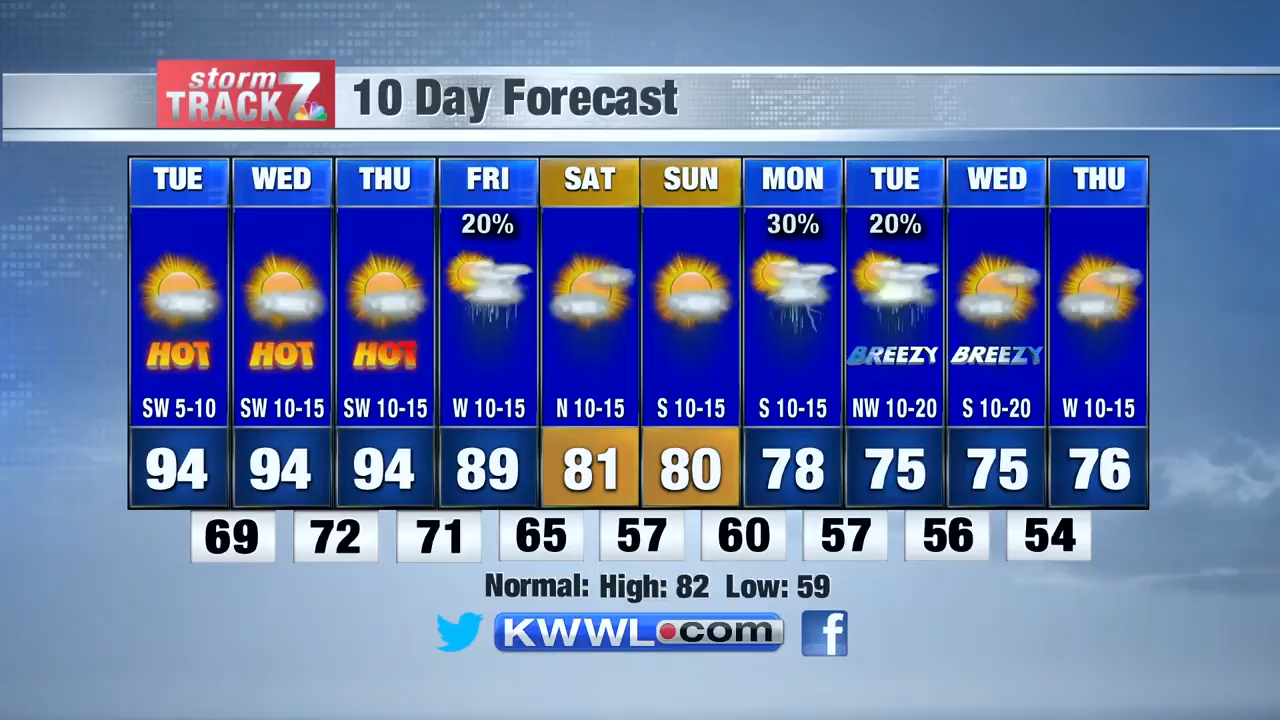 storm
TRACK 7
10 Day Forecast
TUE WED THU FRI SAT SUN MON TUE WED THU
20% 30% 20%
HOT HOT HOT BREEZY BREEZY
SW 5-10 SW 10-15 SW 10-15 W 10-15 N 10-15 S 10-15 S 10-15 NW 10-20 S 10-20 W 10-15
94 94 94 89 81 80 78 75 75 76
69 72 71 65 57 60 57 56 54
Normal: High: 82 Low: 59
KWWL.com f